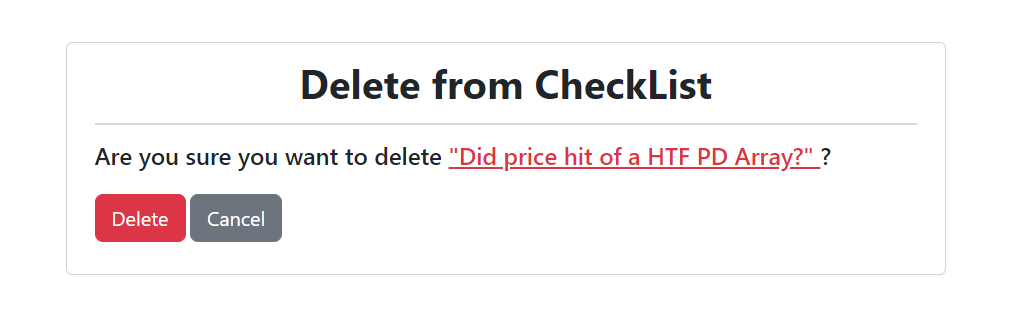 Delete from CheckList
Are you sure you want to delete "Did price hit of a HTF PD Array?" ?
Delete Cancel